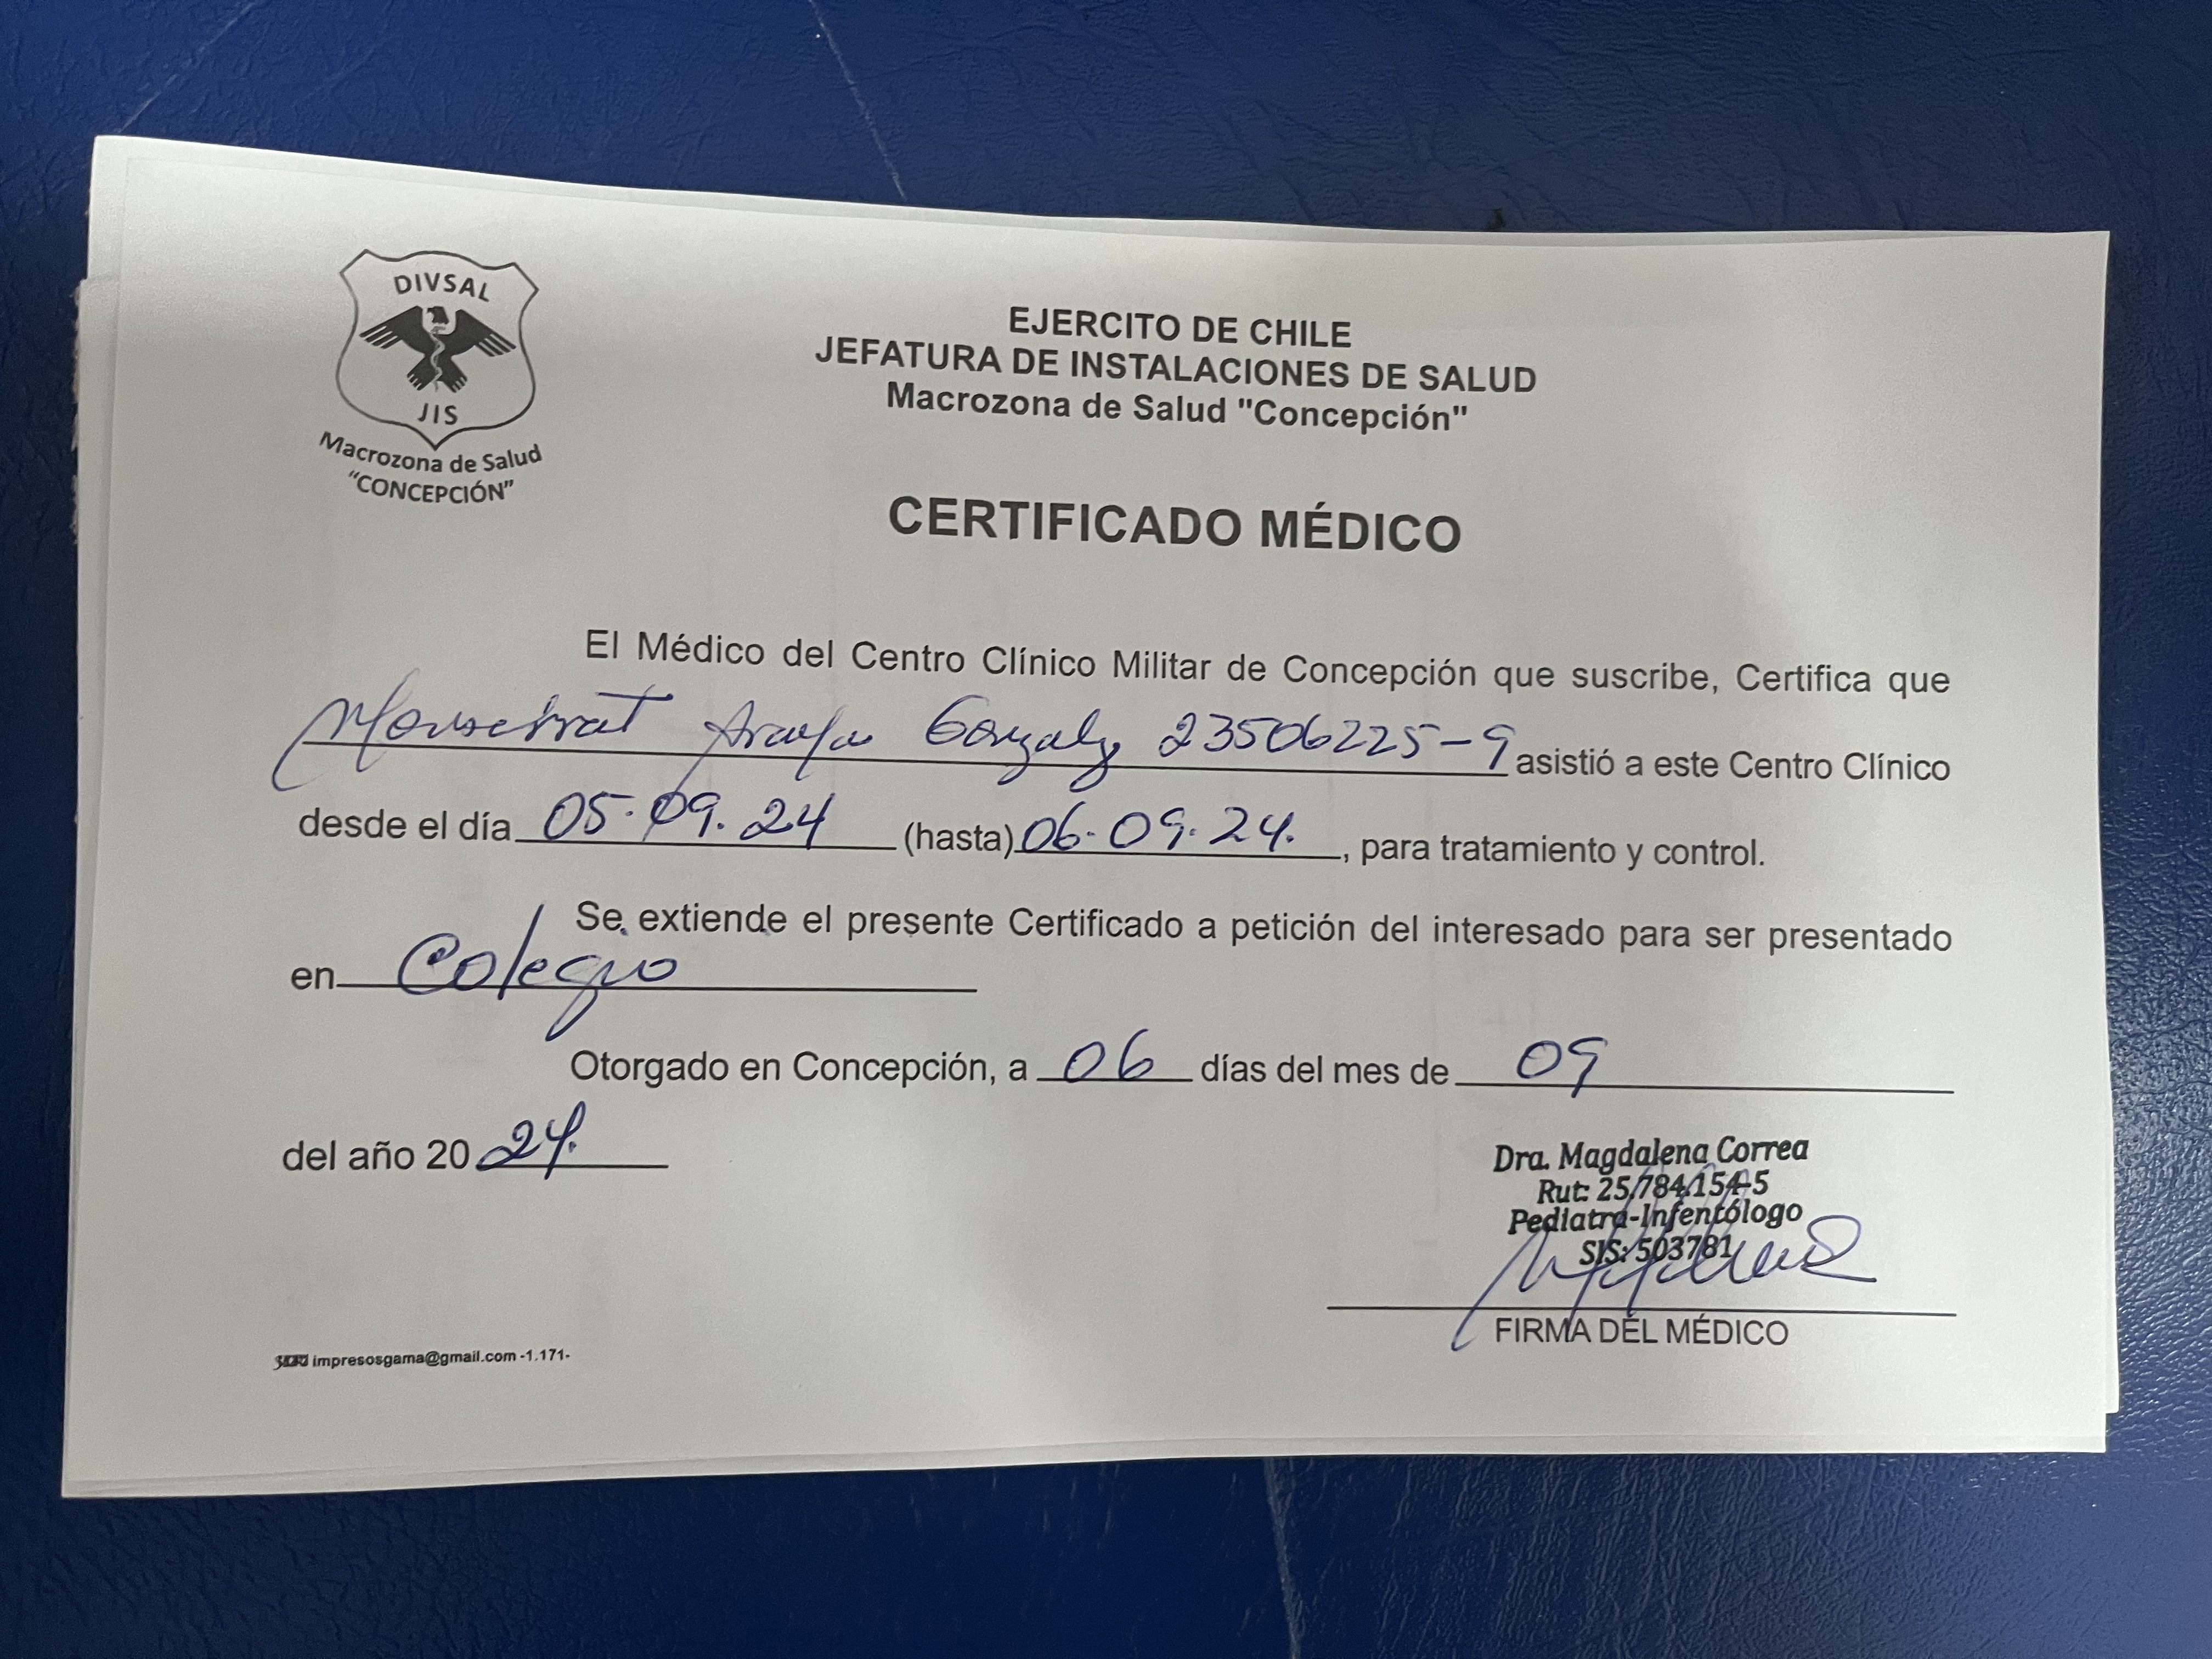 DIVSAL
JIS
Macrozona de Salud
"CONCEPCIÓN"
EJERCITO DE CHILE
JEFATURA DE INSTALACIONES DE SALUD
Macrozona de Salud "Concepción"
CERTIFICADO MÉDICO
El Médico del Centro Clínico Militar de Concepción que suscribe, Certifica que
Monserrat Araya Gonzalez 23506225-9 asistió a este Centro Clínico
desde el día 05.09.24 (hasta) 06.09.24. , para tratamiento y control.
Se extiende el presente Certificado a petición del interesado para ser presentado
en Colegio
Otorgado en Concepción, a 06 días del mes de 09
del año 20 24.
Dra. Magdalena Correa
Rut: 25.784.154-5
Pediatra-Infentólogo
SIS: 503781
FIRMA DEL MÉDICO
impresosgama@gmail.com -1.171-